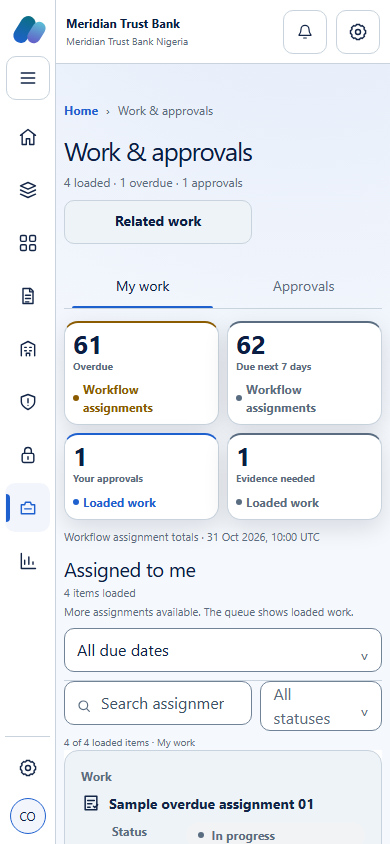 Meridian Trust Bank
Meridian Trust Bank Nigeria
Home › Work & approvals
Work & approvals
4 loaded · 1 overdue · 1 approvals
Related work
My work
Approvals
61
Overdue
Workflow
assignments
62
Due next 7 days
Workflow
assignments
1
Your approvals
Loaded work
1
Evidence needed
Loaded work
Workflow assignment totals · 31 Oct 2026, 10:00 UTC
Assigned to me
4 items loaded
More assignments available. The queue shows loaded work.
All due dates
Search assignmer
All
statuses
4 of 4 loaded items · My work
Work
Sample overdue assignment 01
Status
In progress
CO